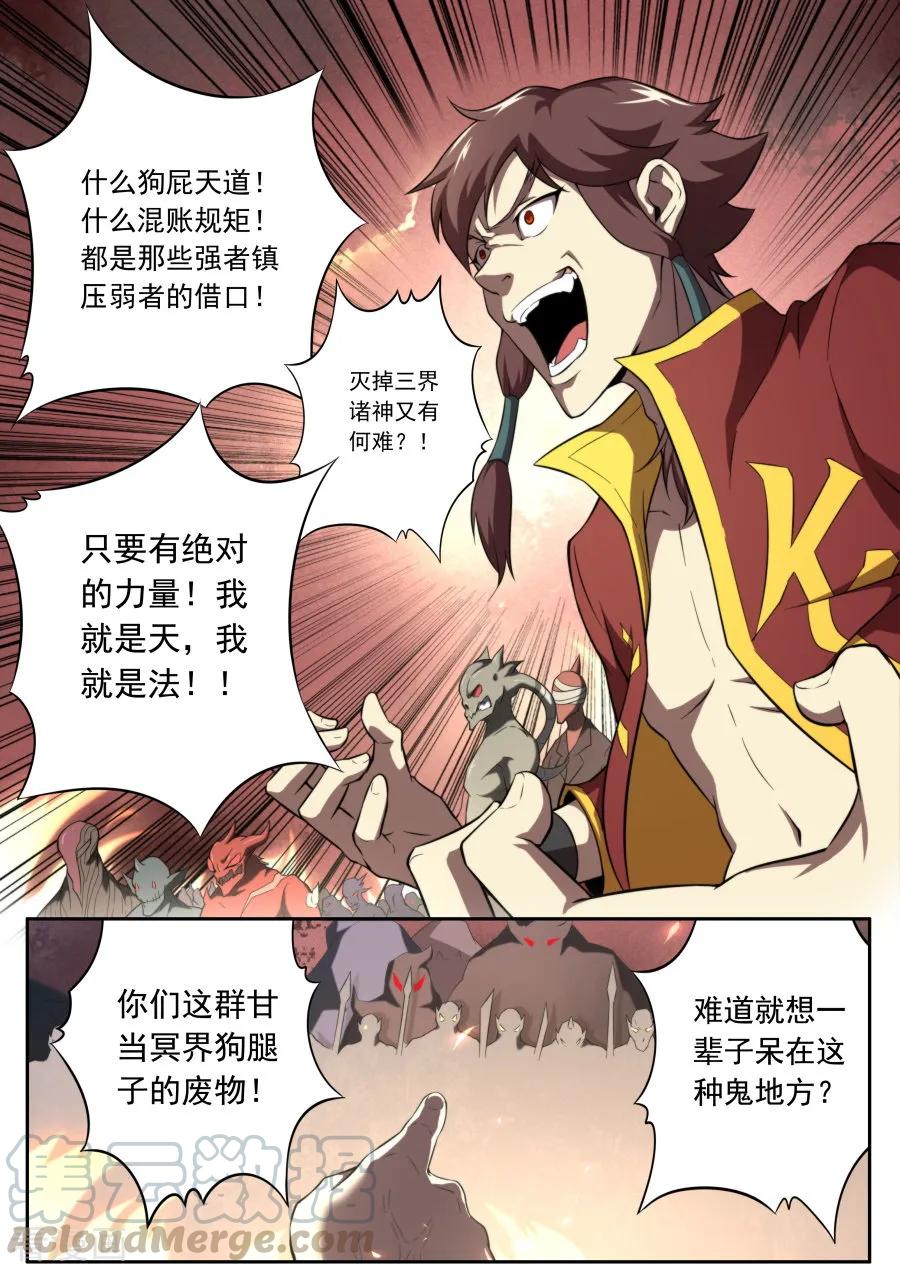 什么狗屁天道！
什么混账规矩！
都是那些强者镇
压弱者的借口！
灭掉三界
诸神又有
何难？！
只要有绝对
的力量！我
就是天，我
就是法！！
K
你们这群甘
当冥界狗腿
子的废物！
难道就想一
辈子呆在这
种鬼地方？
集云数据
ACloudMerge.com